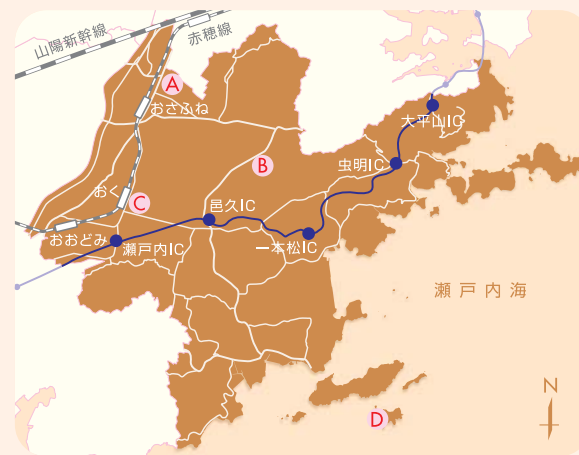 山陽新幹線
赤穂線
A
おさふね
大平山IC
虫明IC
B
おく
C
邑久IC
一本松IC
おおどみ
瀬戸内IC
瀬戸内海
N
D